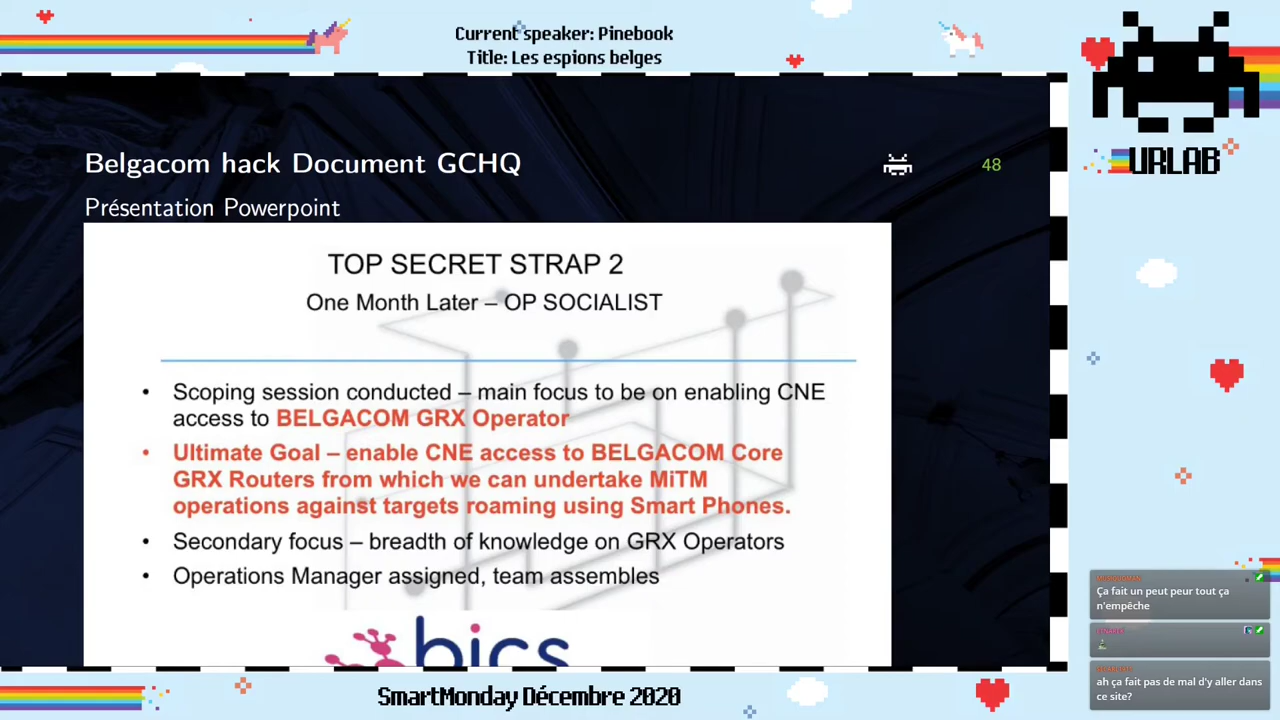 Current speaker: Pinebook
Title: Les espions belges
URLAB
Belgacom hack Document GCHQ
48
Présentation Powerpoint
TOP SECRET STRAP 2
One Month Later – OP SOCIALIST
• Scoping session conducted – main focus to be on enabling CNE
access to BELGACOM GRX Operator
• Ultimate Goal – enable CNE access to BELGACOM Core
GRX Routers from which we can undertake MiTM
operations against targets roaming using Smart Phones.
• Secondary focus – breadth of knowledge on GRX Operators
• Operations Manager assigned, team assembles
bics
Ça fait un peut peur tout ça
n'empêche
ah ça fait pas de mal d'y aller dans
ce site?
SmartMonday Décembre 2020